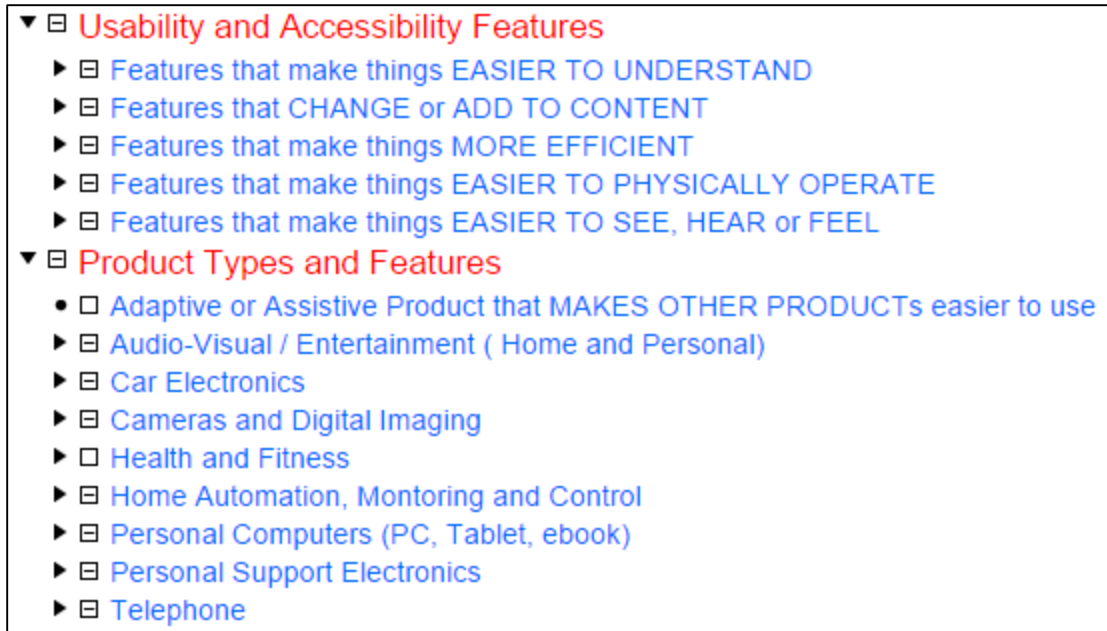 Usability and Accessibility Features
Features that make things EASIER TO UNDERSTAND
Features that CHANGE or ADD TO CONTENT
Features that make things MORE EFFICIENT
Features that make things EASIER TO PHYSICALLY OPERATE
Features that make things EASIER TO SEE, HEAR or FEEL
Product Types and Features
Adaptive or Assistive Product that MAKES OTHER PRODUCTs easier to use
Audio-Visual / Entertainment ( Home and Personal)
Car Electronics
Cameras and Digital Imaging
Health and Fitness
Home Automation, Montoring and Control
Personal Computers (PC, Tablet, ebook)
Personal Support Electronics
Telephone